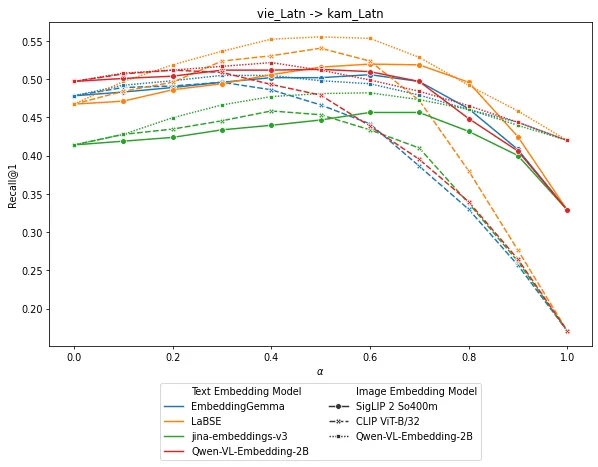 vie_Latn -> kam_Latn
Recall@1
0.55
0.50
0.45
0.40
0.35
0.30
0.25
0.20
0.0
0.2
0.4
0.6
0.8
1.0
α
Text Embedding Model
EmbeddingGemma
LaBSE
jina-embeddings-v3
Qwen-VL-Embedding-2B
Image Embedding Model
SigLIP 2 So400m
CLIP ViT-B/32
Qwen-VL-Embedding-2B